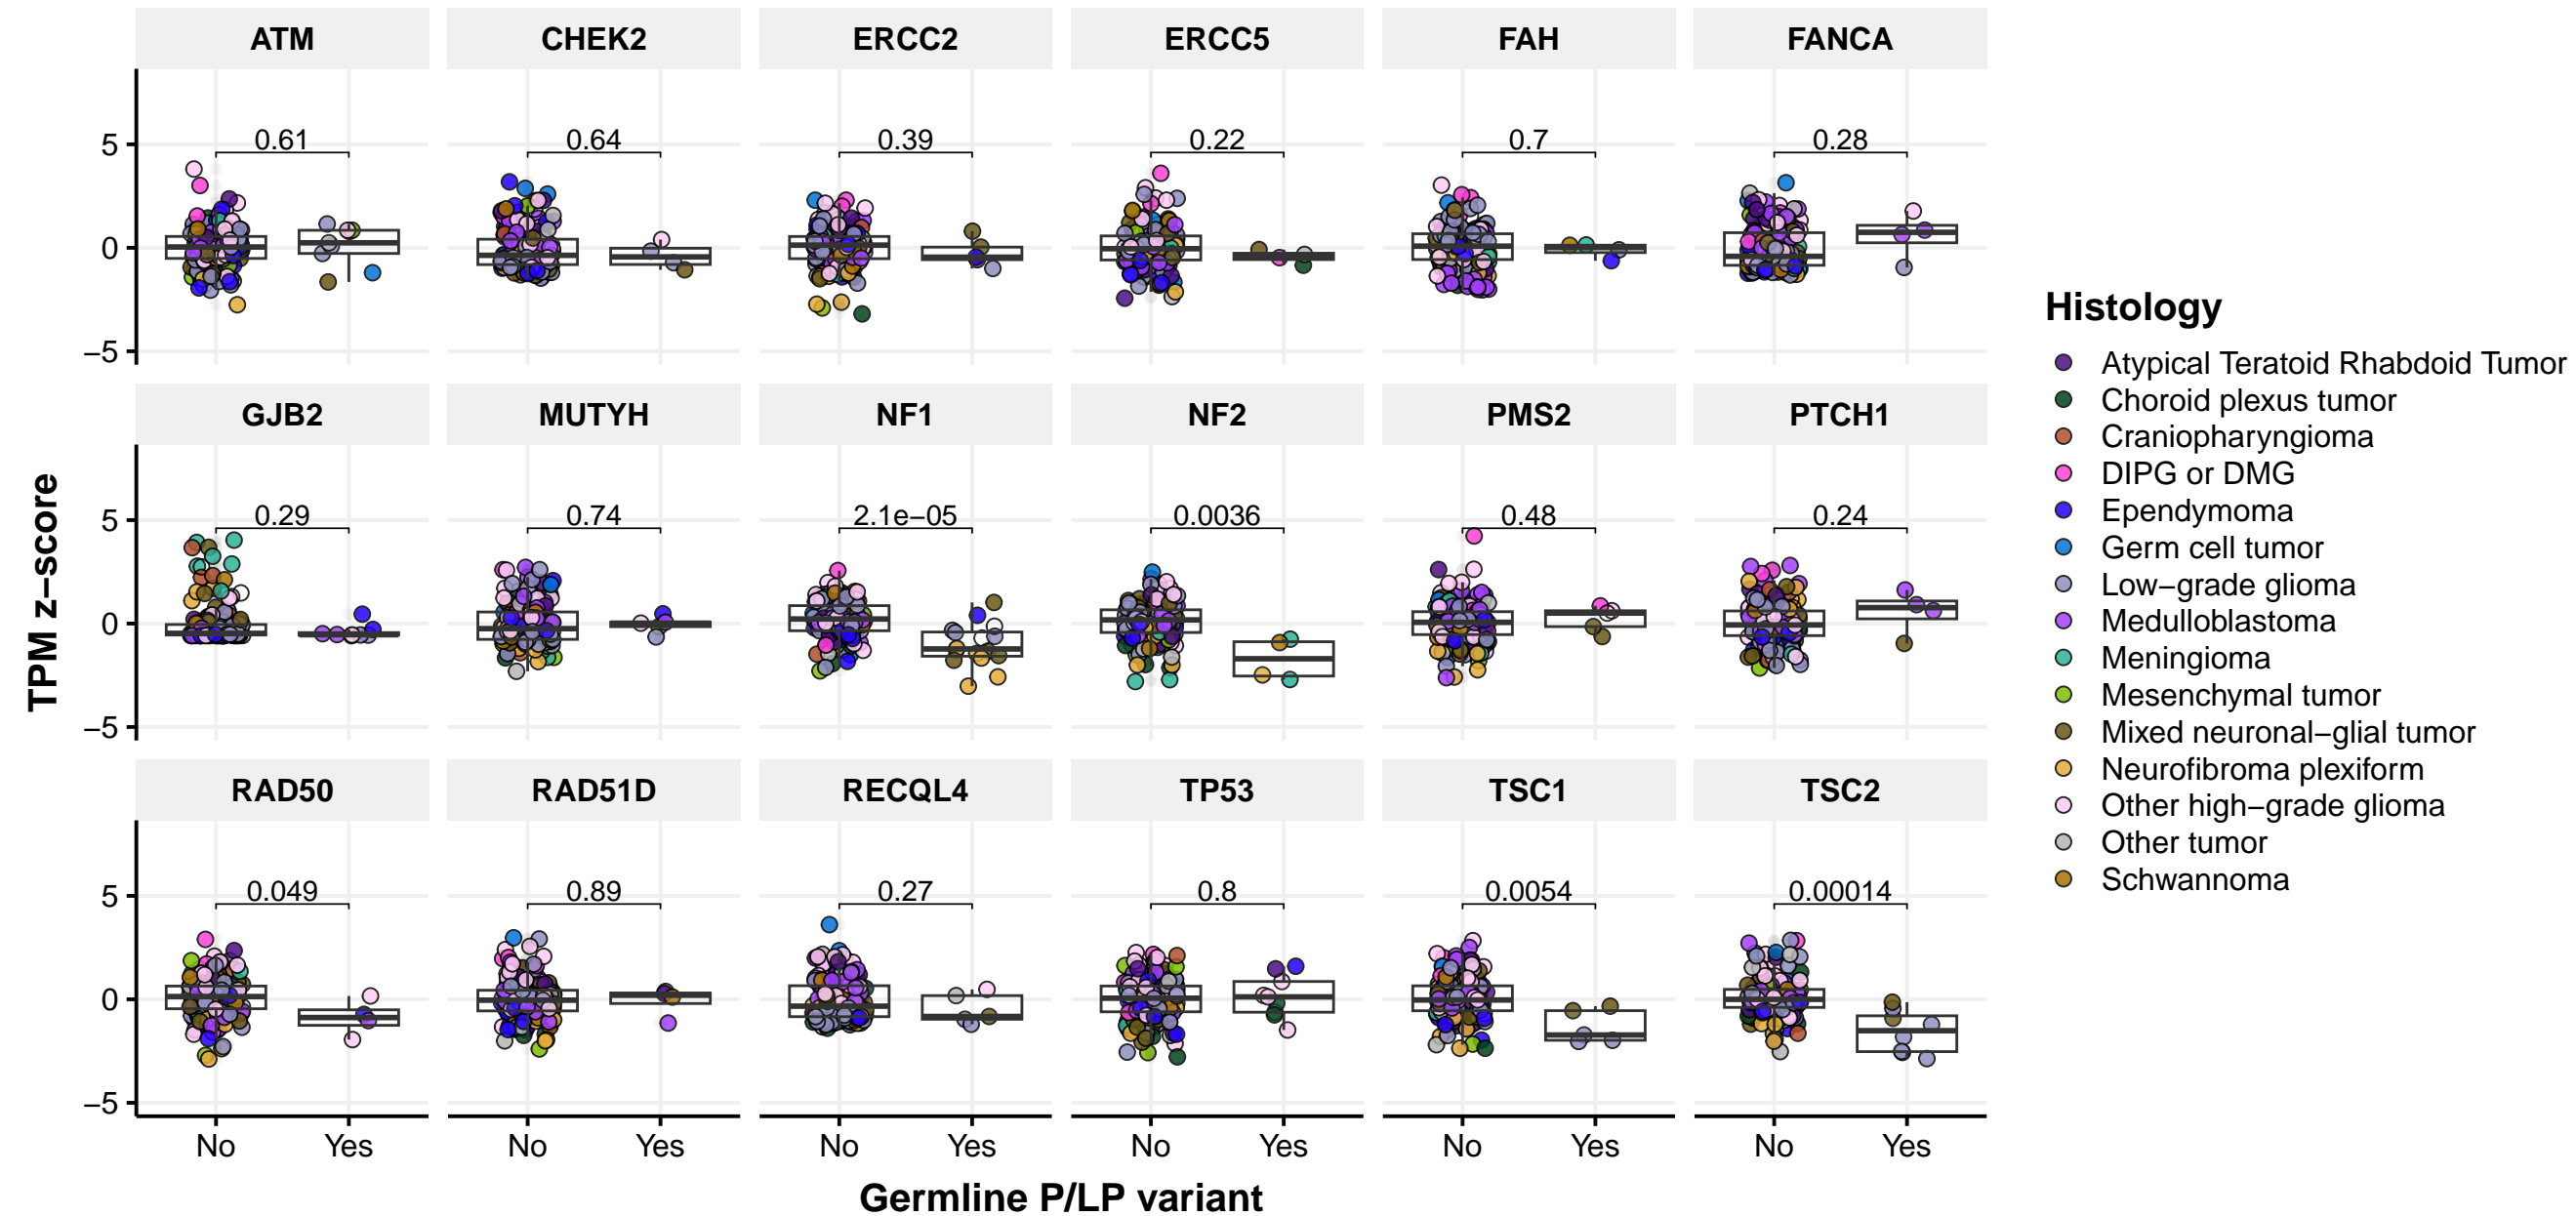 ATM CHEK2 ERCC2 ERCC5 FAH FANCA
5 0.61 0.64 0.39 0.22 0.7 0.28
0
−5
GJB2 MUTYH NF1 NF2 PMS2 PTCH1
5 0.29 0.74 2.1e−05 0.0036 0.48 0.24
0
−5
RAD50 RAD51D RECQL4 TP53 TSC1 TSC2
5 0.049 0.89 0.27 0.8 0.0054 0.00014
0
−5
No Yes No Yes No Yes No Yes No Yes No Yes
Germline P/LP variant
TPM z−score
Histology
Atypical Teratoid Rhabdoid Tumor
Choroid plexus tumor
Craniopharyngioma
DIPG or DMG
Ependymoma
Germ cell tumor
Low−grade glioma
Medulloblastoma
Meningioma
Mesenchymal tumor
Mixed neuronal−glial tumor
Neurofibroma plexiform
Other high−grade glioma
Other tumor
Schwannoma